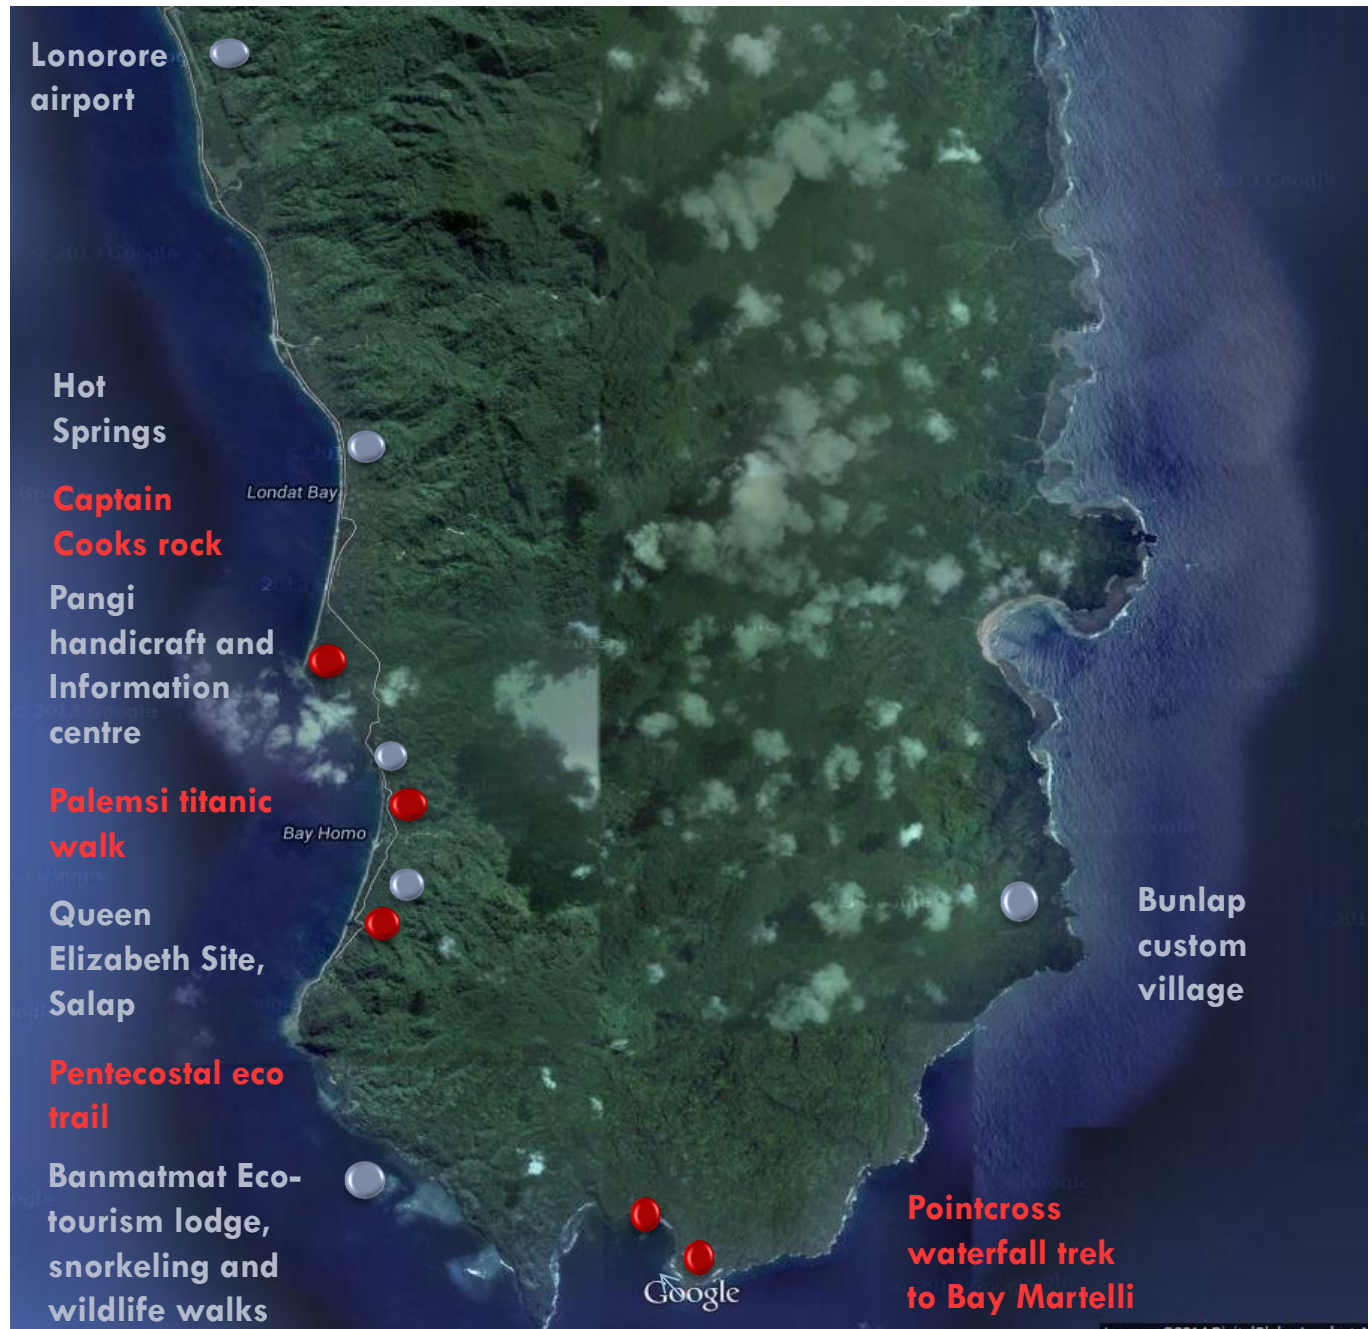 Lonorore
airport
Hot
Springs
Londat Bay
Captain
Cooks rock
Pangi
handicraft and
Information
centre
Palemsi titanic
walk
Bay Homo
Queen
Elizabeth Site,
Salap
Bunlap
custom
village
Pentecostal eco
trail
Banmatmat Eco-
tourism lodge,
snorkeling and
wildlife walks
Pointcross
waterfall trek
to Bay Martelli
Google